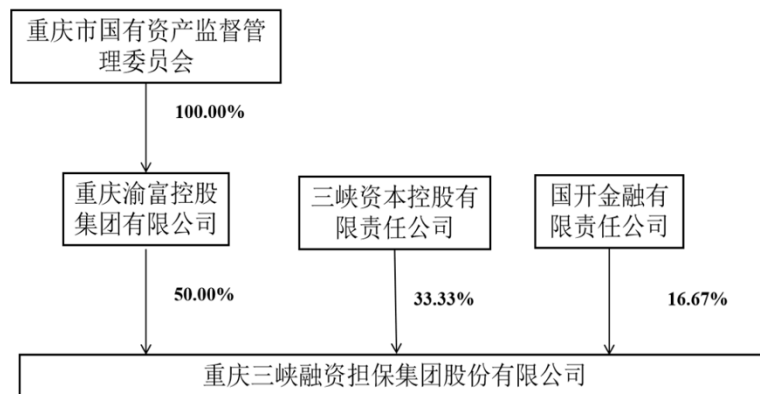 重庆市国有资产监督管
理委员会
100.00%
重庆渝富控股
集团有限公司
三峡资本控股有
限责任公司
国开金融有
限责任公司
50.00%
33.33%
16.67%
重庆三峡融资担保集团股份有限公司